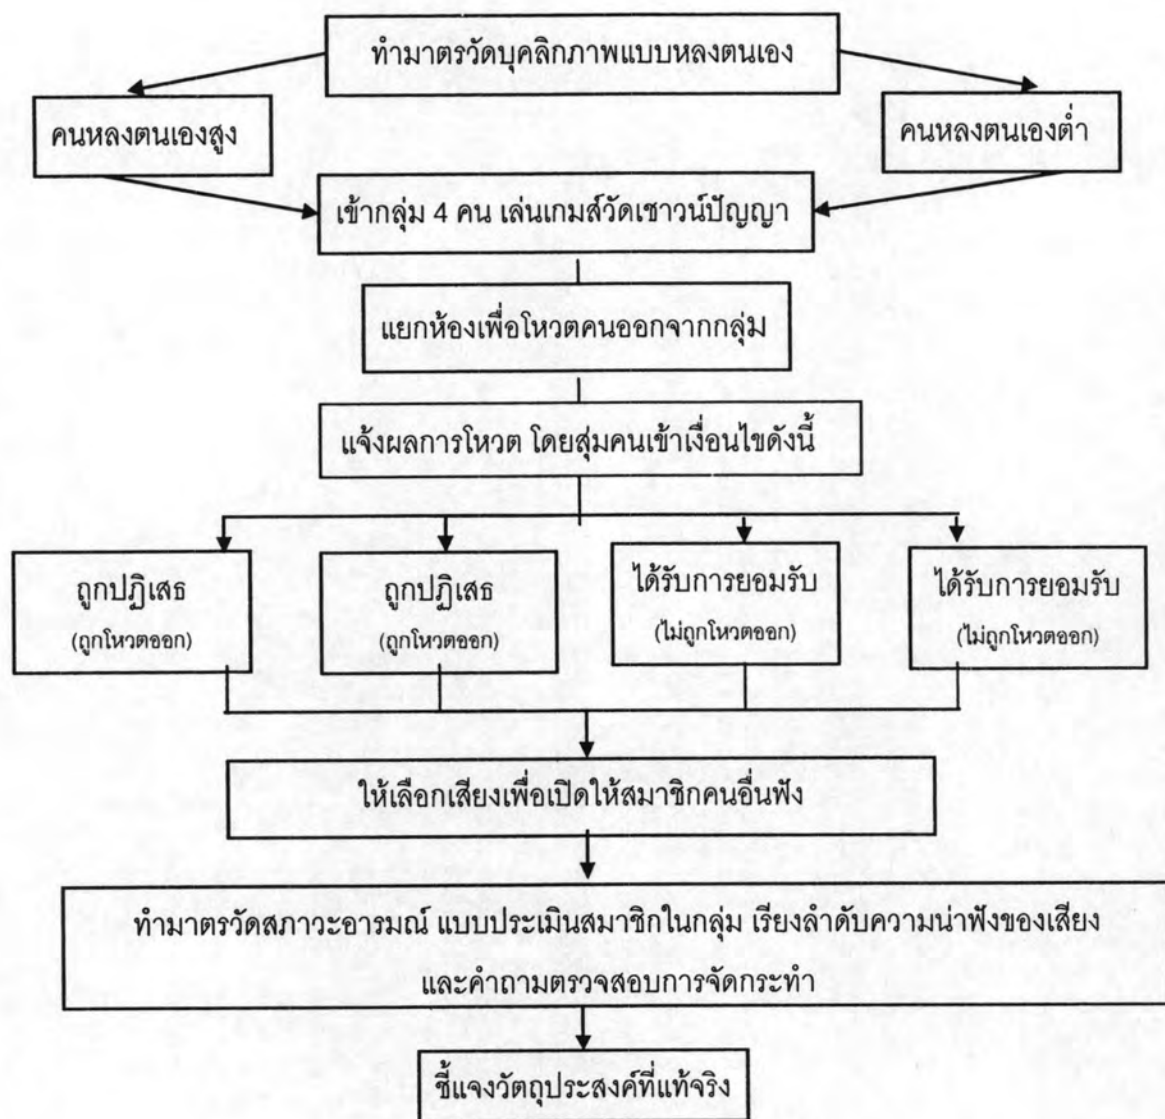 ทำมาตรวัดบุคลิกภาพแบบหลงตนเอง
คนหลงตนเองสูง
คนหลงตนเองต่ำ
เข้ากลุ่ม 4 คน เล่นเกมส์วัดเชาวน์ปัญญา
แยกห้องเพื่อโหวตคนออกจากกลุ่ม
แจ้งผลการโหวต โดยสุ่มคนเข้าเงื่อนไขดังนี้
ถูกปฏิเสธ
(ถูกโหวตออก)
ถูกปฏิเสธ
(ถูกโหวตออก)
ได้รับการยอมรับ
(ไม่ถูกโหวตออก)
ได้รับการยอมรับ
(ไม่ถูกโหวตออก)
ให้เลือกเสียงเพื่อเปิดให้สมาชิกคนอื่นฟัง
ทำมาตรวัดสภาวะอารมณ์ แบบประเมินสมาชิกในกลุ่ม เรียงลำดับความน่าฟังของเสียง
และคำถามตรวจสอบการจัดกระทำ
ชี้แจงวัตถุประสงค์ที่แท้จริง